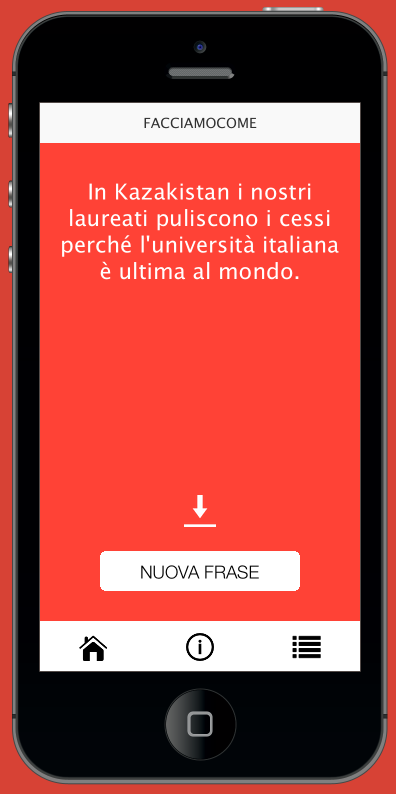 FACCIAMOCOME
In Kazakistan i nostri
laureati puliscono i cessi
perché l'università italiana
è ultima al mondo.
NUOVA FRASE